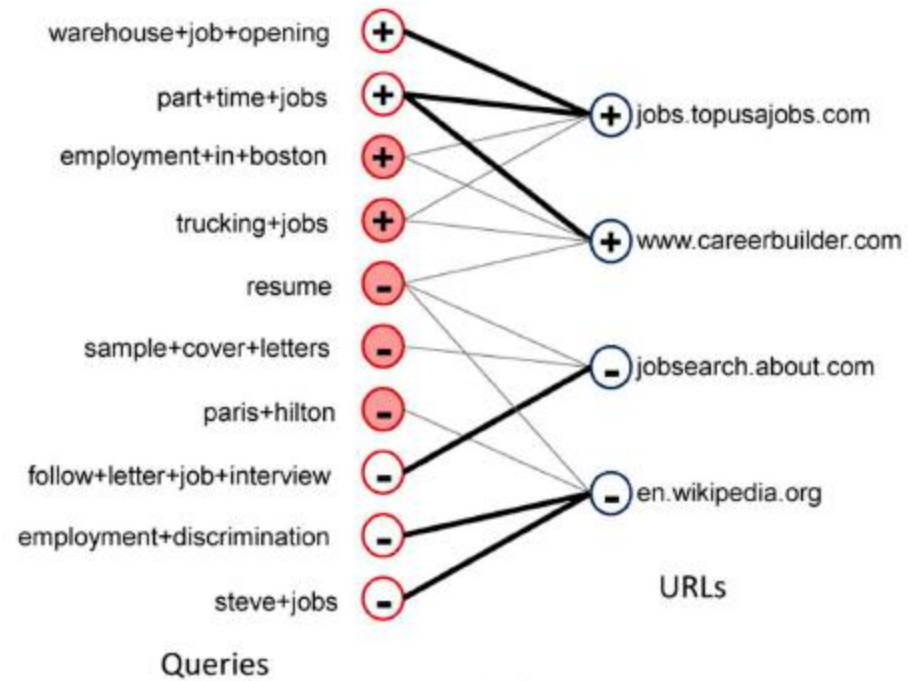 warehouse+job+opening
part+time+jobs
employment+in+boston
trucking+jobs
resume
sample+cover+letters
paris+hilton
follow+letter+job+interview
employment+discrimination
steve+jobs
Queries
+
+
+
+
-
-
-
-
-
-
+
jobs.topusajobs.com
+
www.careerbuilder.com
-
jobsearch.about.com
-
en.wikipedia.org
URLs